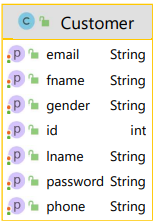 C Customer
p email String
p fname String
p gender String
p id int
p lname String
p password String
p phone String